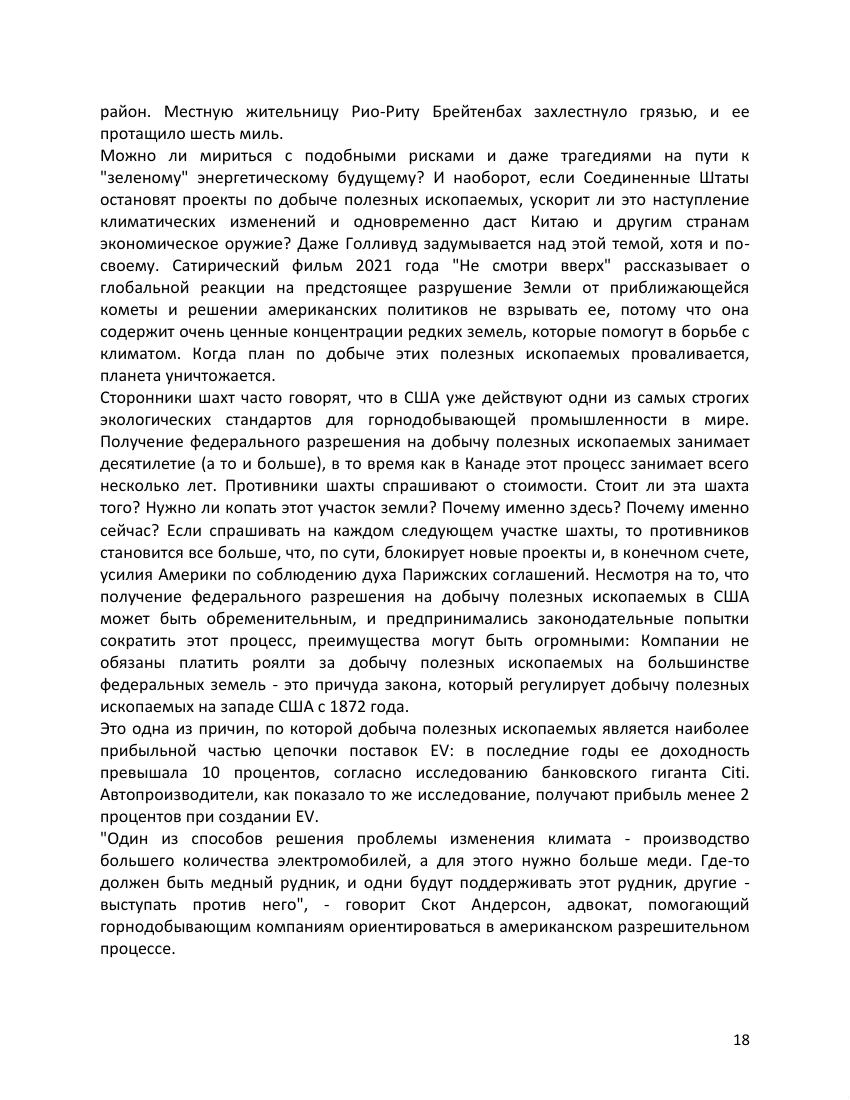 район. Местную жительницу Рио-Риту Брейтенбах захлестнуло грязью, и ее
протащило шесть миль.
Можно ли мириться с подобными рисками и даже трагедиями на пути к
"зеленому" энергетическому будущему? И наоборот, если Соединенные Штаты
остановят проекты по добыче полезных ископаемых, ускорит ли это наступление
климатических изменений и одновременно даст Китаю и другим странам
экономическое оружие? Даже Голливуд задумывается над этой темой, хотя и по-
своему. Сатирический фильм 2021 года "Не смотри вверх" рассказывает о
глобальной реакции на предстоящее разрушение Земли от приближающейся
кометы и решении американских политиков не взрывать ее, потому что она
содержит очень ценные концентрации редких земель, которые помогут в борьбе с
климатом. Когда план по добыче этих полезных ископаемых проваливается,
планета уничтожается.
Сторонники шахт часто говорят, что в США уже действуют одни из самых строгих
экологических стандартов для горнодобывающей промышленности в мире.
Получение федерального разрешения на добычу полезных ископаемых занимает
десятилетие (а то и больше), в то время как в Канаде этот процесс занимает всего
несколько лет. Противники шахты спрашивают о стоимости. Стоит ли эта шахта
того? Нужно ли копать этот участок земли? Почему именно здесь? Почему именно
сейчас? Если спрашивать на каждом следующем участке шахты, то противников
становится все больше, что, по сути, блокирует новые проекты и, в конечном счете,
усилия Америки по соблюдению духа Парижских соглашений. Несмотря на то, что
получение федерального разрешения на добычу полезных ископаемых в США
может быть обременительным, и предпринимались законодательные попытки
сократить этот процесс, преимущества могут быть огромными: Компании не
обязаны платить роялти за добычу полезных ископаемых на большинстве
федеральных земель - это причуда закона, который регулирует добычу полезных
ископаемых на западе США с 1872 года.
Это одна из причин, по которой добыча полезных ископаемых является наиболее
прибыльной частью цепочки поставок EV: в последние годы ее доходность
превышала 10 процентов, согласно исследованию банковского гиганта Citi.
Автопроизводители, как показало то же исследование, получают прибыль менее 2
процентов при создании EV.
"Один из способов решения проблемы изменения климата - производство
большего количества электромобилей, а для этого нужно больше меди. Где-то
должен быть медный рудник, и одни будут поддерживать этот рудник, другие -
выступать против него", - говорит Скот Андерсон, адвокат, помогающий
горнодобывающим компаниям ориентироваться в американском разрешительном
процессе.
18